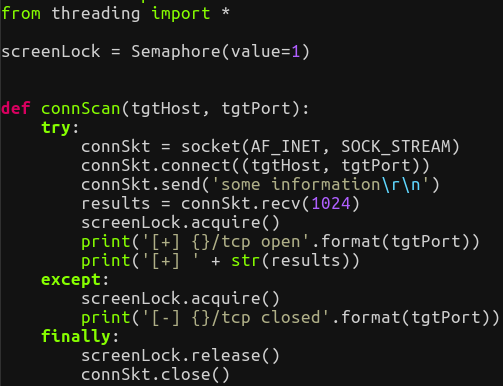 from threading import *
screenLock = Semaphore(value=1)
def connScan(tgtHost, tgtPort):
    try:
        connSkt = socket(AF_INET, SOCK_STREAM)
        connSkt.connect((tgtHost, tgtPort))
        connSkt.send('some information\r\n')
        results = connSkt.recv(1024)
        screenLock.acquire()
        print('[+] {}/tcp open'.format(tgtPort))
        print('[+] ' + str(results))
    except:
        screenLock.acquire()
        print('[-] {}/tcp closed'.format(tgtPort))
    finally:
        screenLock.release()
        connSkt.close()